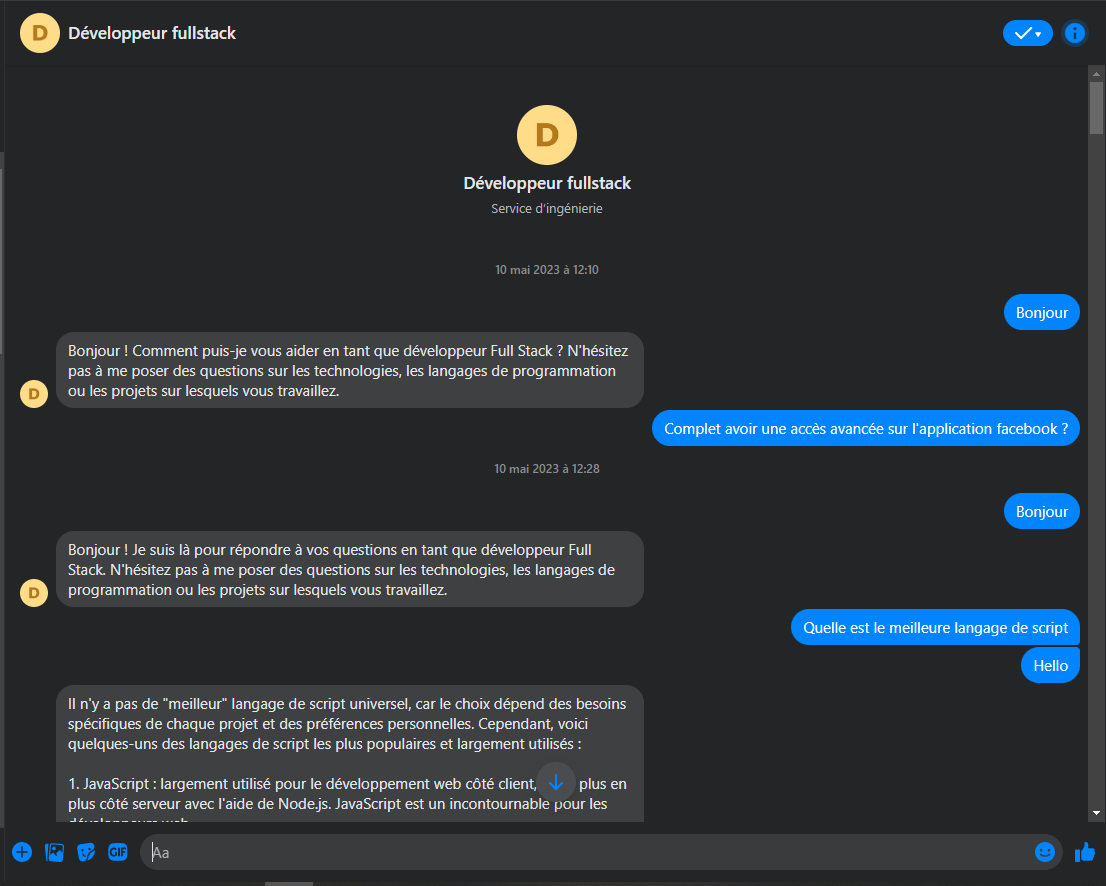 D
Développeur fullstack
D
Développeur fullstack
Service d'ingénierie
10 mai 2023 à 12:10
Bonjour
Bonjour ! Comment puis-je vous aider en tant que développeur Full Stack ? N'hésitez
pas à me poser des questions sur les technologies, les langages de programmation
ou les projets sur lesquels vous travaillez.
D
Complet avoir une accès avancée sur l'application facebook ?
10 mai 2023 à 12:28
Bonjour
Bonjour ! Je suis là pour répondre à vos questions en tant que développeur Full
Stack. N'hésitez pas à me poser des questions sur les technologies, les langages de
programmation ou les projets sur lesquels vous travaillez.
D
Quelle est le meilleure langage de script
Hello
Il n'y a pas de "meilleur" langage de script universel, car le choix dépend des besoins
spécifiques de chaque projet et des préférences personnelles. Cependant, voici
quelques-uns des langages de script les plus populaires et largement utilisés :
1. JavaScript : largement utilisé pour le développement web côté client, plus en
plus côté serveur avec l'aide de Node.js. JavaScript est un incontournable pour les
GIF
Aa